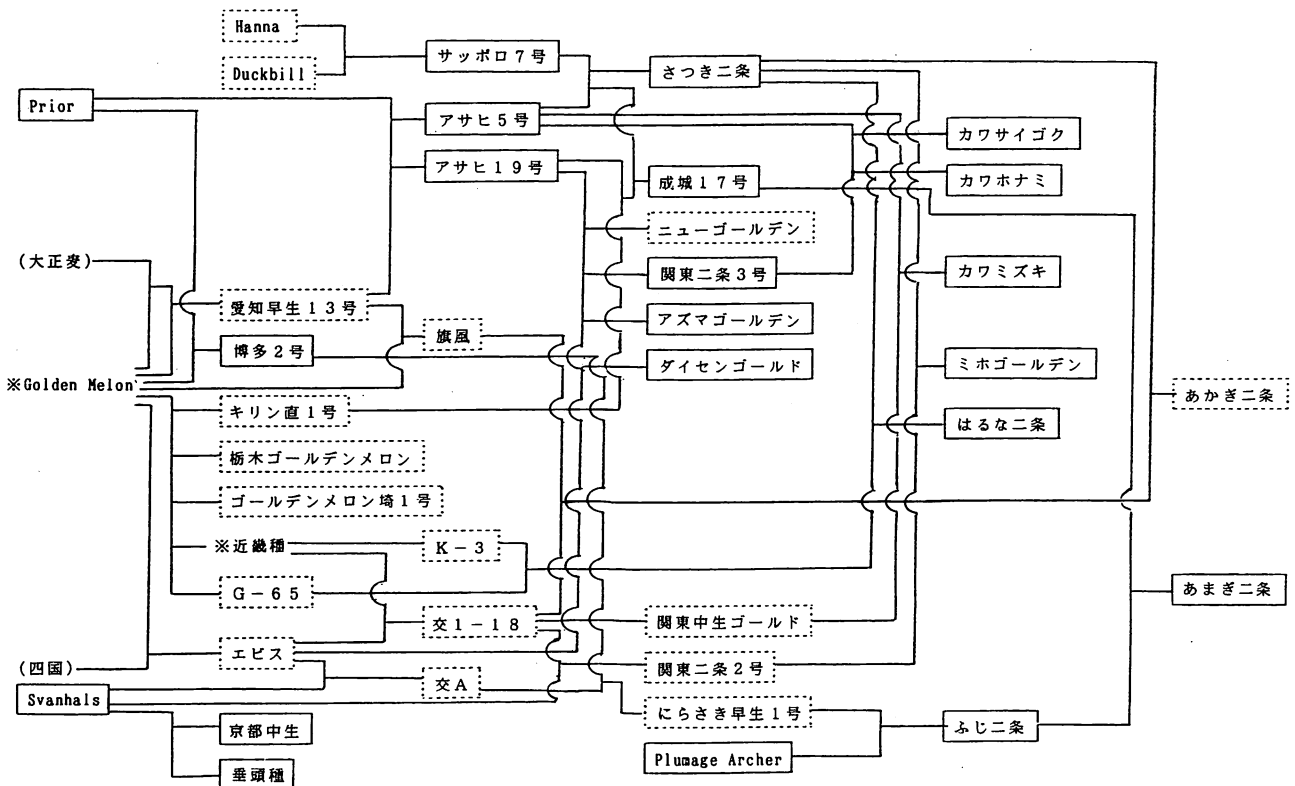 Hanna
サッポロ7号
さつき二条
Duckbill
Prior
アサヒ5号
カワサイゴク
アサヒ19号
成城17号
カワホナミ
ニューゴールデン
(大正麦)
関東二条3号
カワミズキ
愛知早生13号
アズマゴールデン
旗風
博多2号
ダイセンゴールド
ミホゴールデン
※Golden Melon
あかぎ二条
キリン直1号
はるな二条
栃木ゴールデンメロン
ゴールデンメロン埼1号
※近畿種
K-3
G-65
あまぎ二条
交1-18
関東中生ゴールド
エビス
(四国)
関東二条2号
交A
Svanhals
にらさき早生1号
ふじ二条
京都中生
Plumage Archer
垂頭種